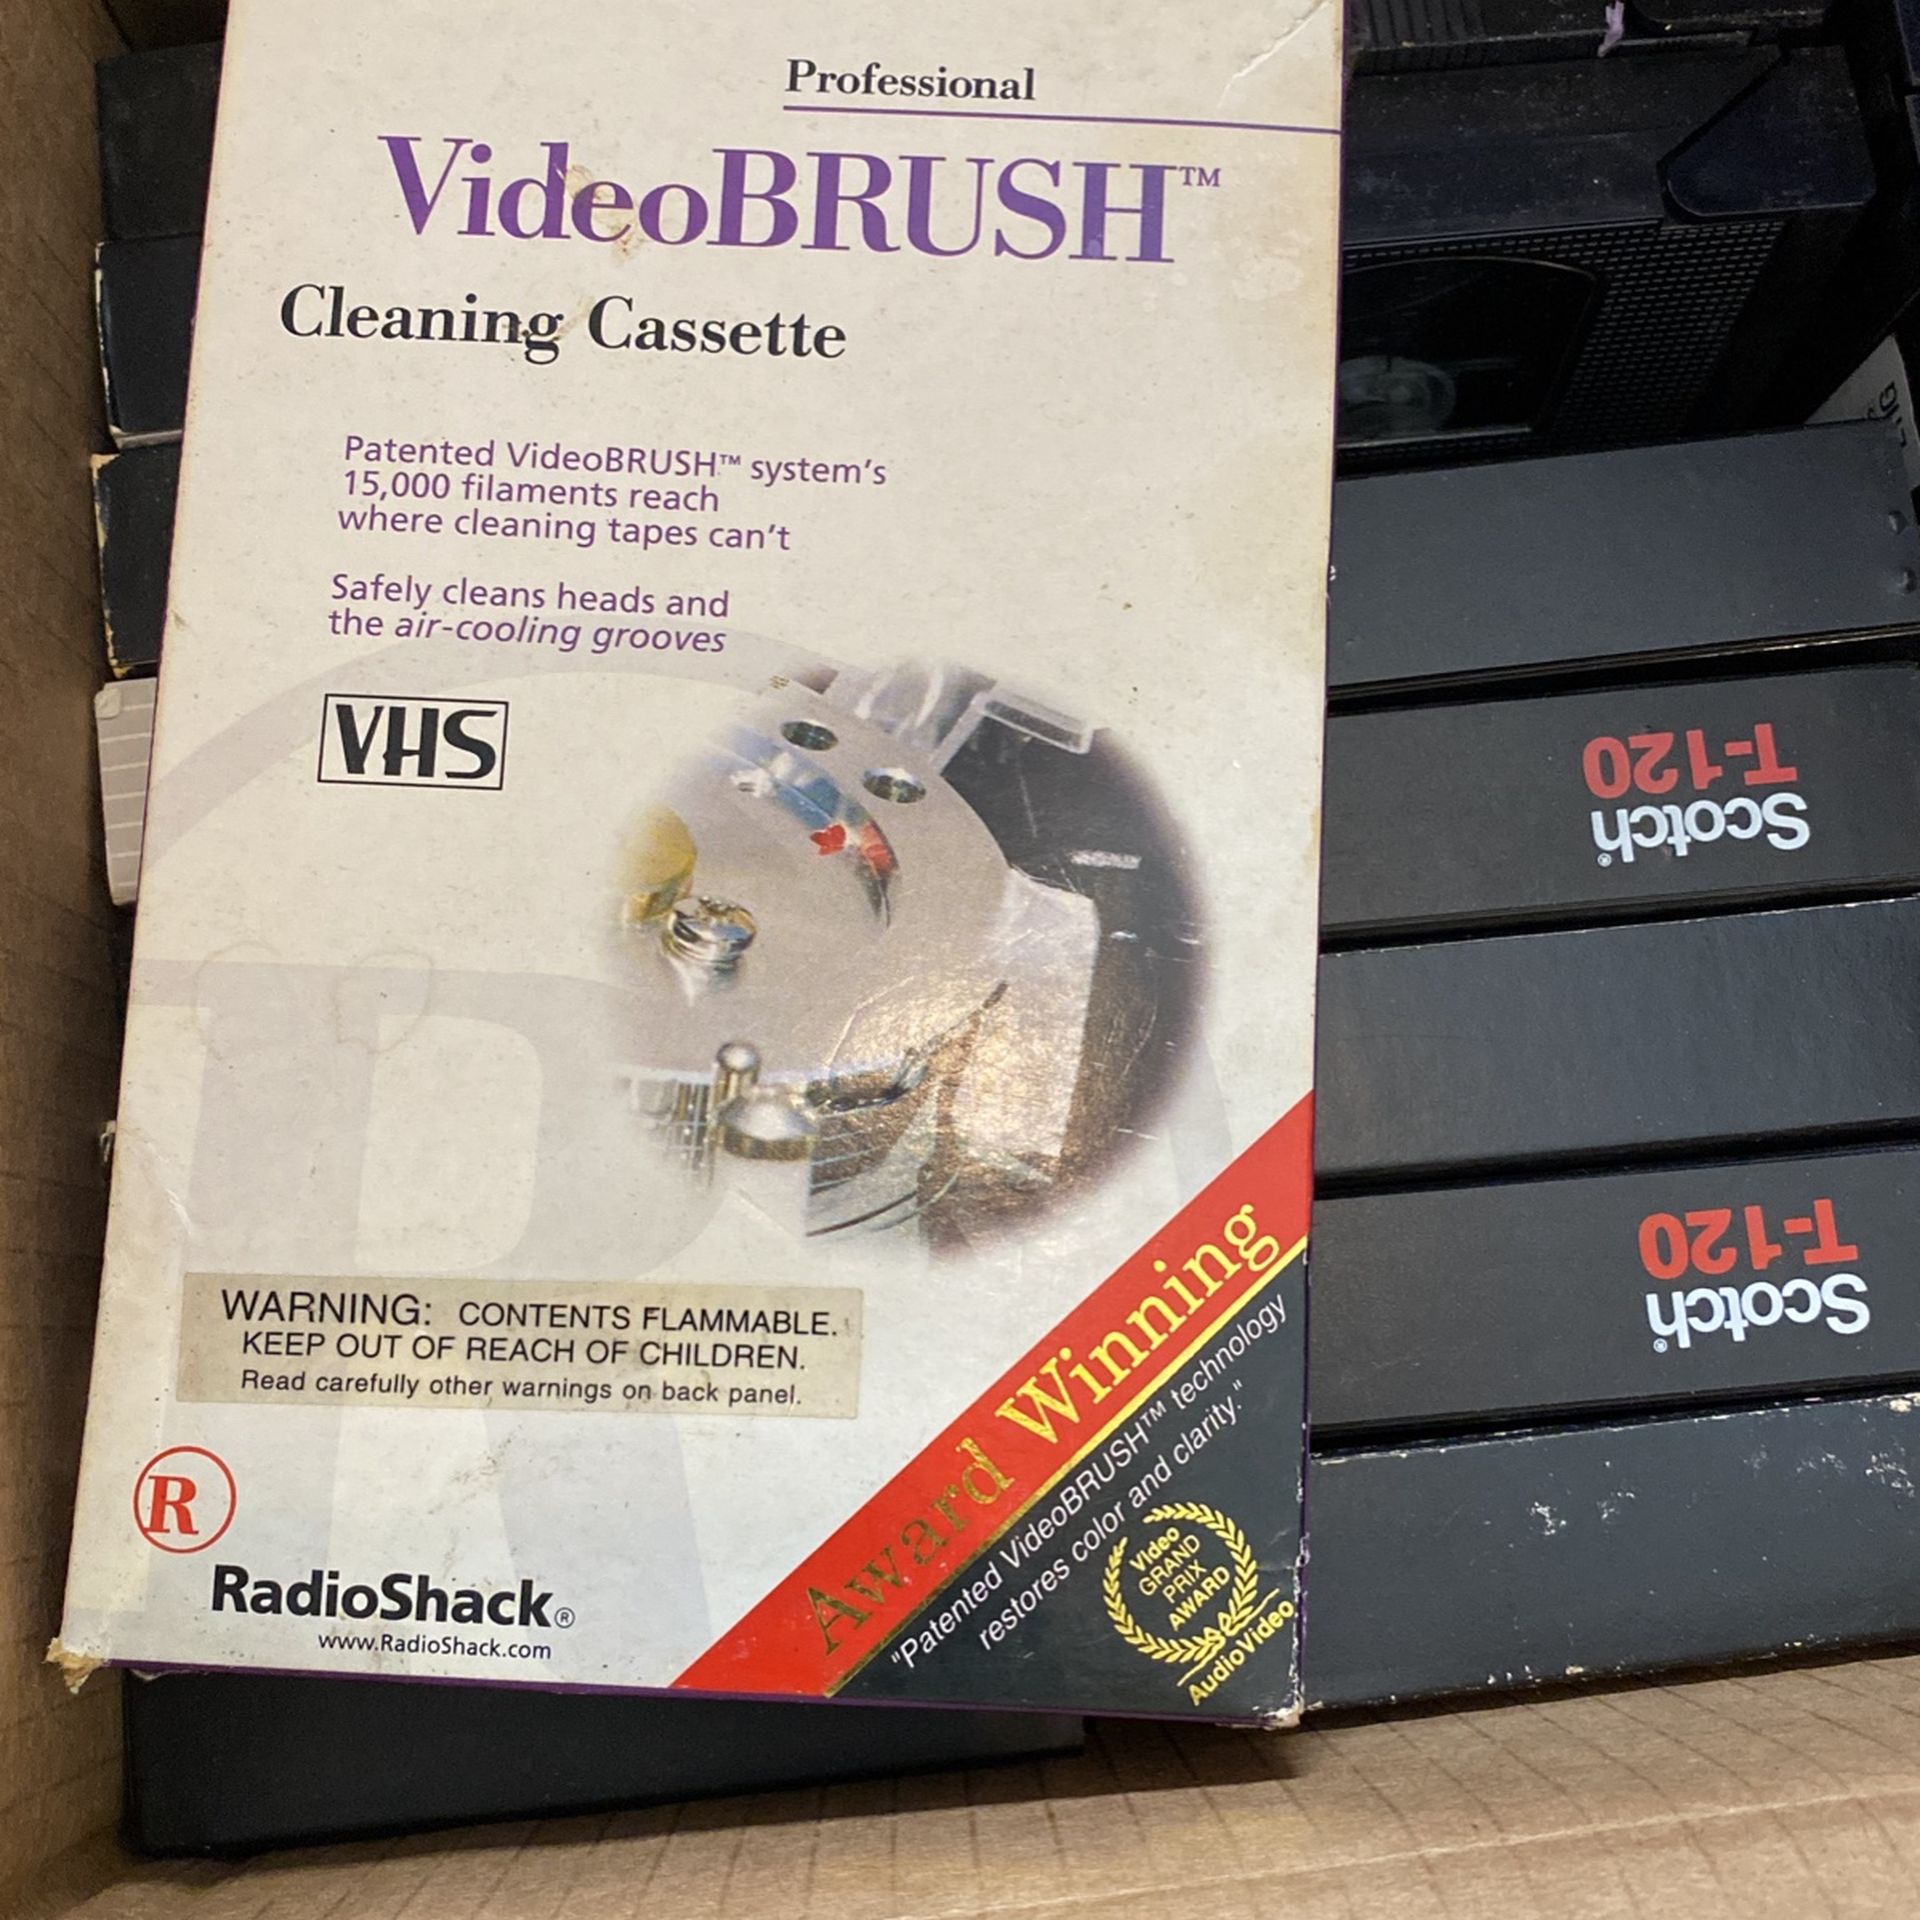 Professional
VideoBRUSH™
Cleaning Cassette
Patented VideoBRUSH™ system's
15,000 filaments reach
where cleaning tapes can't
Safely cleans heads and
the air-cooling grooves
VHS
WARNING: CONTENTS FLAMMABLE.
KEEP OUT OF REACH OF CHILDREN.
Read carefully other warnings on back panel.
R
RadioShack®
www.RadioShack.com
Award Winning
"Patented VideoBRUSH™ technology
restores color and clarity."
Video
GRAND
PRIX
AWARD
AudioVideo
Scotch®
T-120
Scotch®
T-120